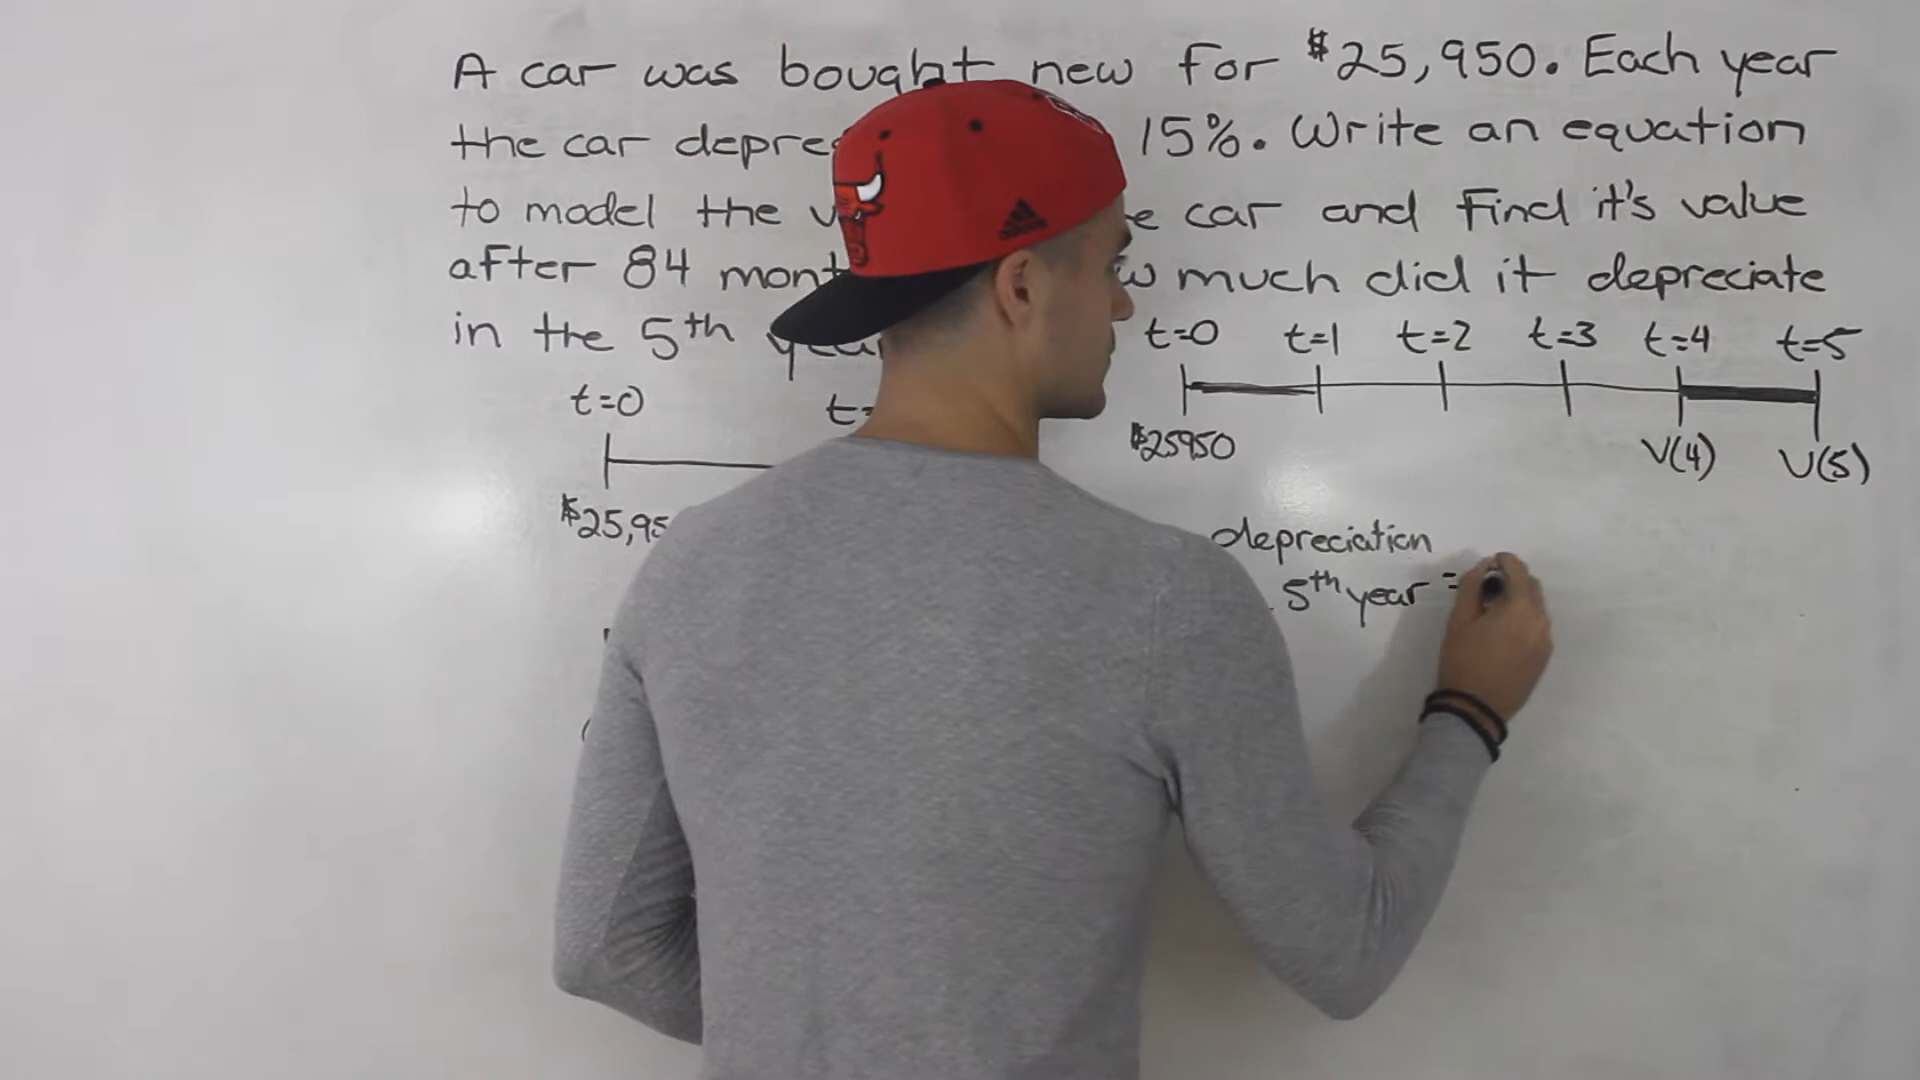 A car was bought new for $25,950. Each year
the car 15%. Write an equation
to model the car and find it's value
after 84 much did it depreciate
in the 5th
t=0 t=1 t=2 t=3 t=4 t=5
t=0
$25950 V(4) V(5)
depreciation
5th year =